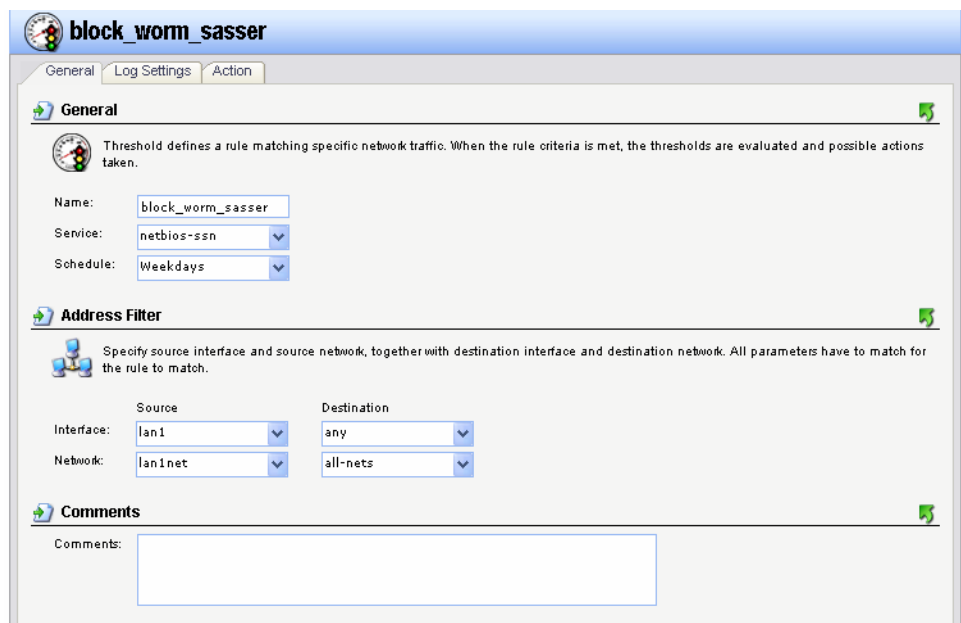 block_worm_sasser
General Log Settings Action
General
Threshold defines a rule matching specific network traffic. When the rule criteria is met, the thresholds are evaluated and possible actions
taken.
Name: block_worm_sasser
Service: netbios-ssn
Schedule: Weekdays
Address Filter
Specify source interface and source network, together with destination interface and destination network. All parameters have to match for
the rule to match.
Source Destination
Interface: lan1 any
Network: lan1net all-nets
Comments
Comments: